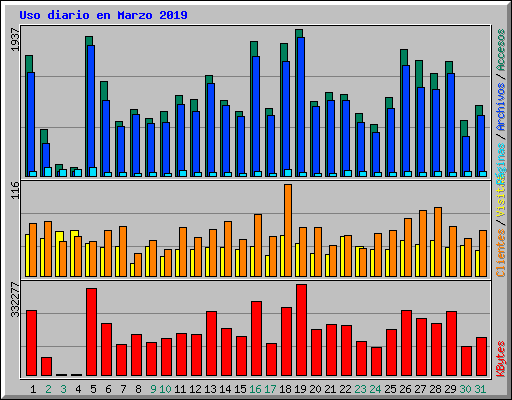 Uso diario en Marzo 2019
1937
116
332277
Clientes / Visitas
Páginas / Archivos / Accesos
KBytes
1 2 3 4 5 6 7 8 9 10 11 12 13 14 15 16 17 18 19 20 21 22 23 24 25 26 27 28 29 30 31